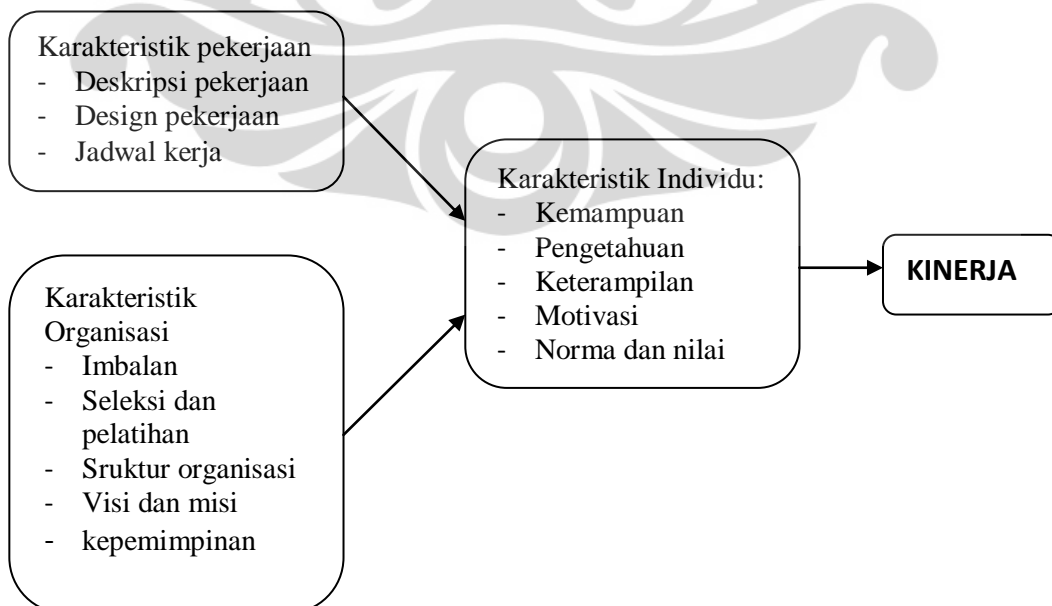 Karakteristik pekerjaan
- Deskripsi pekerjaan
- Design pekerjaan
- Jadwal kerja
Karakteristik Individu:
- Kemampuan
- Pengetahuan
- Keterampilan
- Motivasi
- Norma dan nilai
KINERJA
Karakteristik
Organisasi
- Imbalan
- Seleksi dan
pelatihan
- Sruktur organisasi
- Visi dan misi
- kepemimpinan